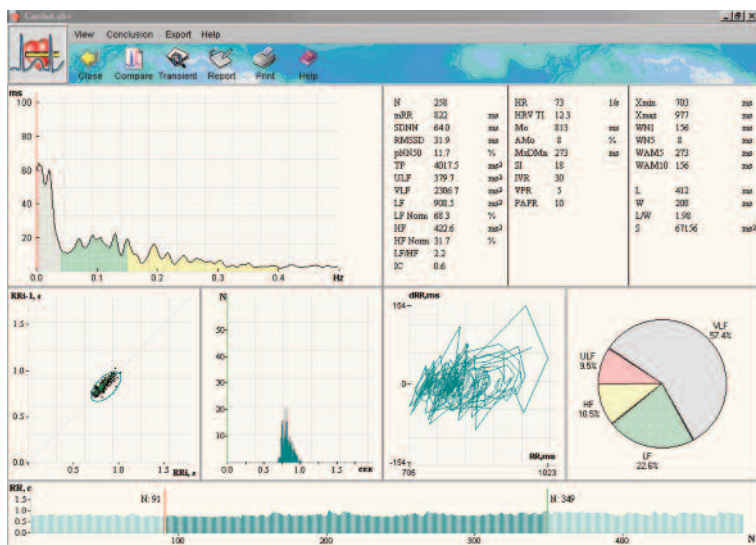 CardioLab+
View Conclusion Export Help
Close Compare Transient Report Print Help
ms
100
80
60
40
20
0.0 0.1 0.2 0.3 0.4 Hz
N 258
mRR 822 ms
SDNN 64.0 ms
RMSSD 31.9 ms
pNN50 11.7 %
TP 4017.5 ms2
ULF 379.7 ms2
VLF 2306.7 ms2
LF 908.5 ms2
LF Norm 68.3 %
HF 422.6 ms2
HF Norm 31.7 %
LF/HF 2.2
IC 0.6
HR 73
HRV TI 12.3
Mo 813 ms
AMo 8 %
MxDMn 273 ms
SI 18
IVR 30
VPR 5
PAPR 10
Xmin 703 ms
Xmax 977 ms
WN1 156 ms
WN5 8 ms
WAM5 273 ms
WAM10 156 ms
L 412 ms
W 208 ms
L/W 1.98
S 67156 ms2
RRi-1, c
1.5-
1.0-
0.5-
0.0-
0.5 1.0 1.5 RRi, c
N
50
40
30
20
10
0.0 0.5 1.0 1.5 сек
dRR,ms
154
0
-154
705 RR,ms 1023
VLF
57.4%
ULF
9.5%
HF
10.5%
LF
22.6%
RR, c
1.5-
1.0-
0.5-
0.0-
N: 91 N: 349
100 200 300 400 N